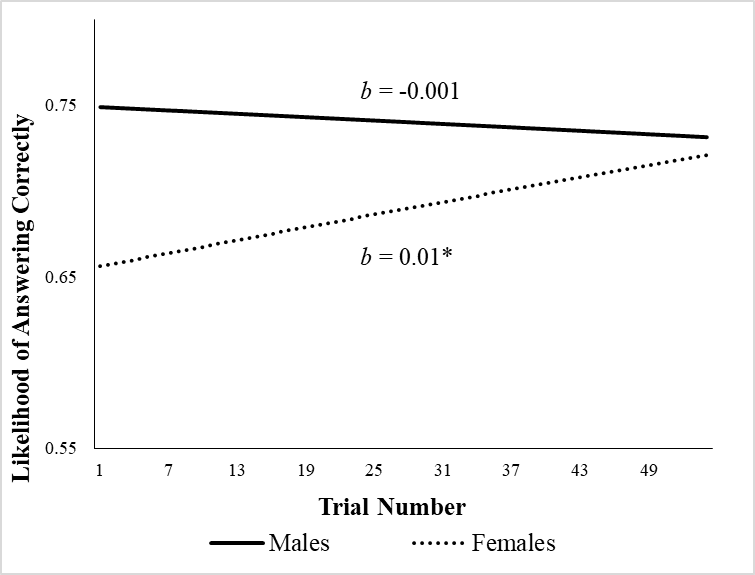 b = -0.001
0.75
Likelihood of Answering Correctly
b = 0.01*
0.65
0.55
1 7 13 19 25 31 37 43 49
Trial Number
Males Females